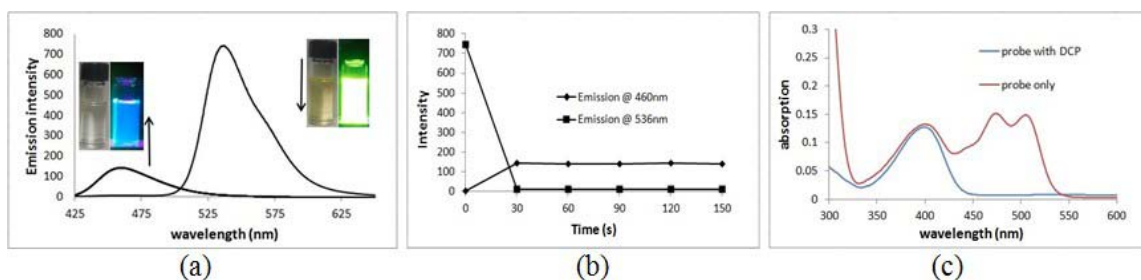 Emission intensity
800
700
600
500
400
300
200
100
0
425 475 525 575 625
wavelength (nm)
(a)
Intensity
800
700
600
500
400
300
200
100
0
Emission @ 460nm
Emission @ 536nm
0 30 60 90 120 150
Time (s)
(b)
absorption
0.3
0.25
0.2
0.15
0.1
0.05
0
probe with DCP
probe only
300 350 400 450 500 550 600
wavelength (nm)
(c)